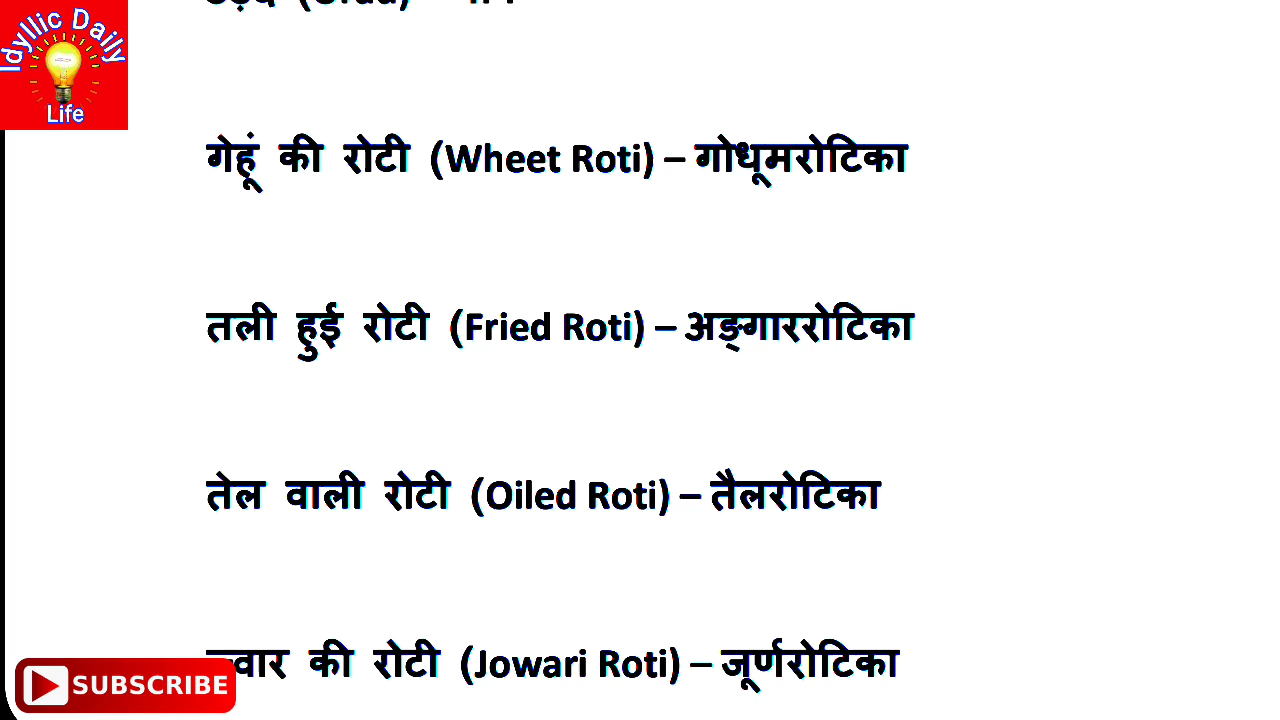 Idyllic Daily
Life
गेहूं की रोटी (Wheet Roti) – गोधूमरोटिका
तली हुई रोटी (Fried Roti) – अङ्गाररोटिका
तेल वाली रोटी (Oiled Roti) – तैलरोटिका
की रोटी (Jowari Roti) – जूर्णरोटिका
SUBSCRIBE